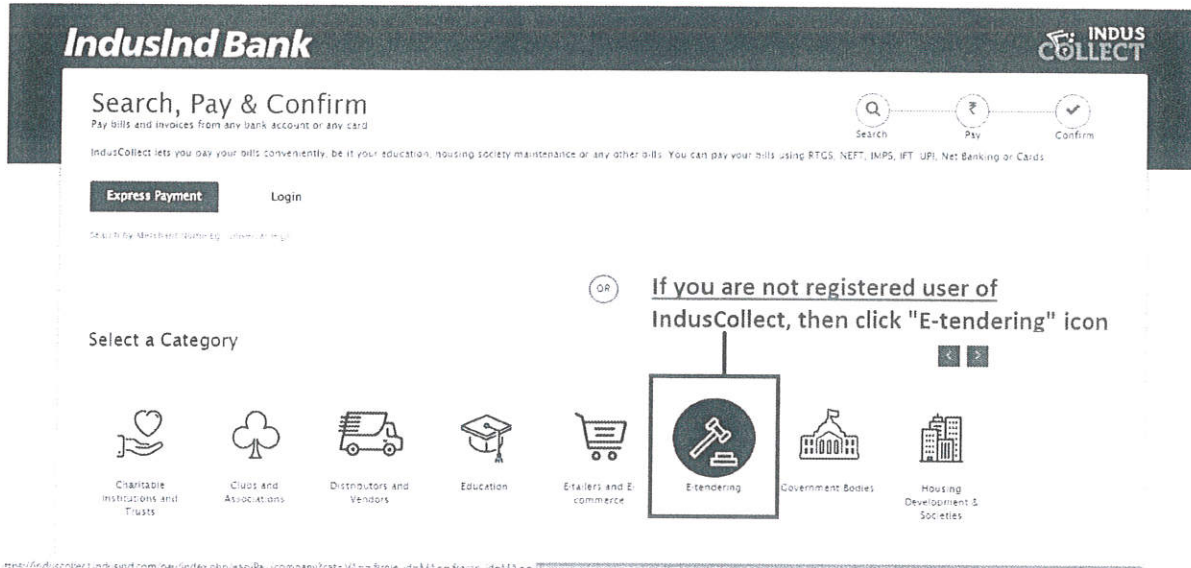 IndusInd Bank
INDUS
COLLECT
Search, Pay & Confirm
Pay bills and invoices from any bank account or any card
Search
Pay
Confirm
IndusCollect lets you pay your bills conveniently, be it your education, housing society maintenance or any other bills. You can pay your bills using RTGS, NEFT, IMPS, IFT, UPI, Net Banking or Cards
Express Payment
Login
Search by Merchant Name
OR
If you are not registered user of
IndusCollect, then click "E-tendering" icon
Select a Category
Charitable
Institutions and
Trusts
Clubs and
Associations
Distributors and
Vendors
Education
E-tailers and E-
commerce
E-tendering
Government Bodies
Housing
Development &
Societies